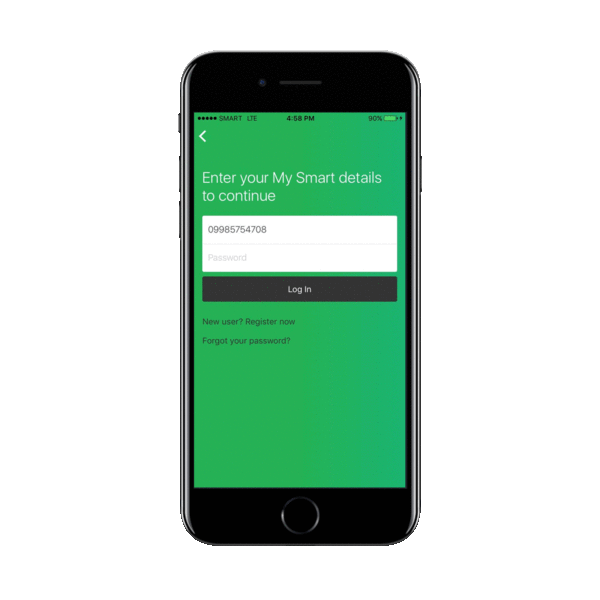 SMART LTE 4:58 PM 90%
Enter your My Smart details
to continue
09985754708
Password
Log In
New user? Register now
Forgot your password?